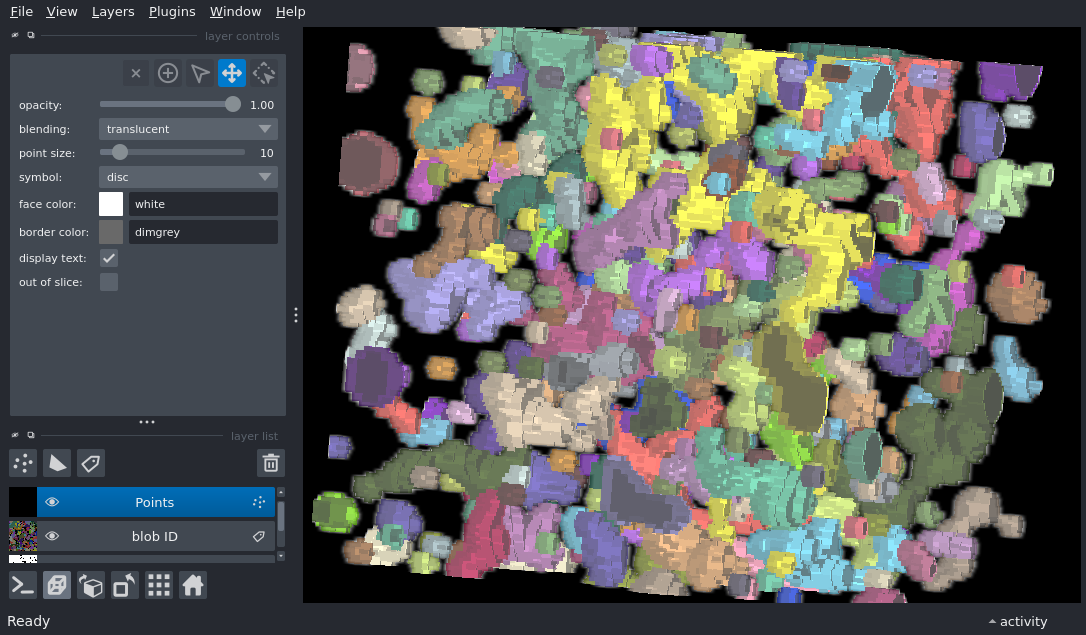 File View Layers Plugins Window Help
layer controls
opacity: 1.00
blending: translucent
point size: 10
symbol: disc
face color: white
border color: dimgrey
display text:
out of slice:
layer list
Points
blob ID
Ready
activity